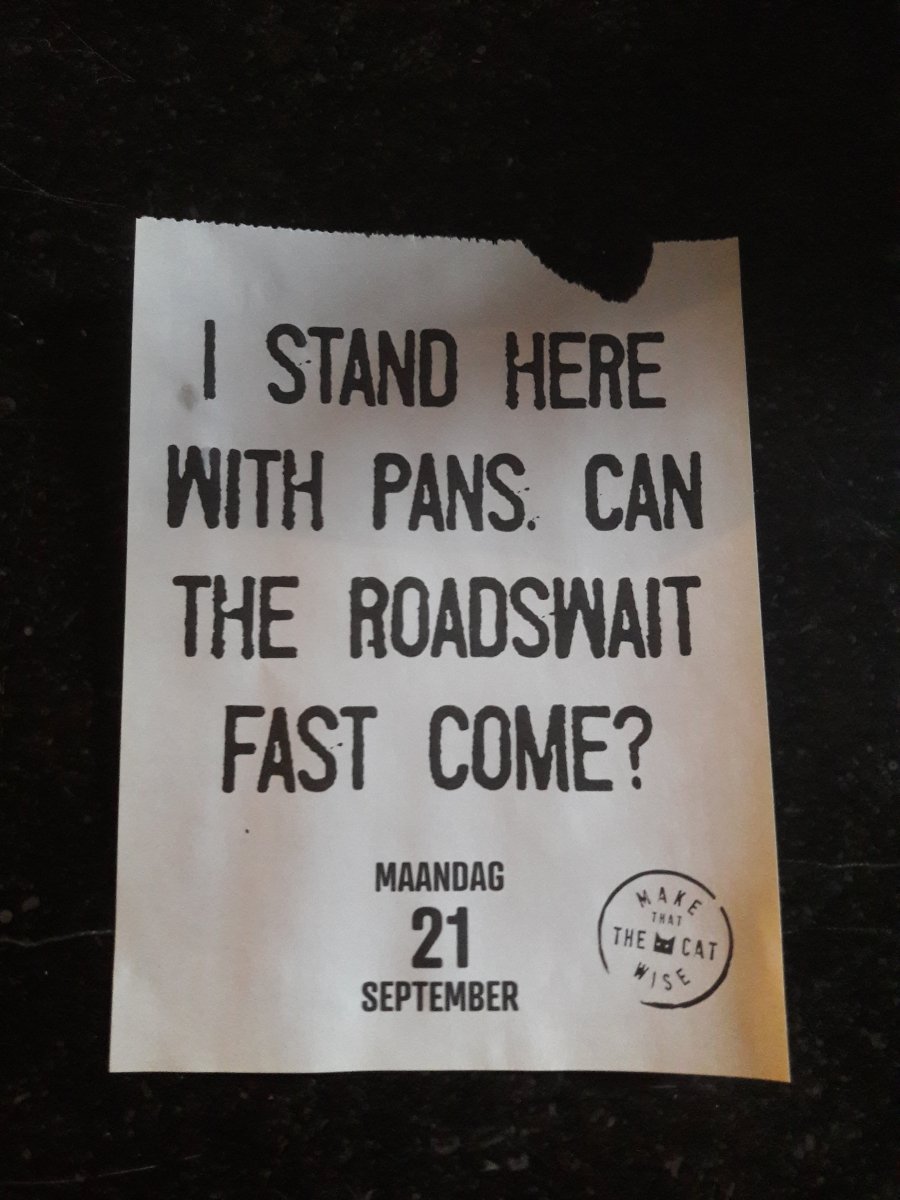 I STAND HERE
WITH PANS. CAN
THE ROADSWAIT
FAST COME?
MAANDAG
21
SEPTEMBER
MAKE
THAT
THE CAT
WISE